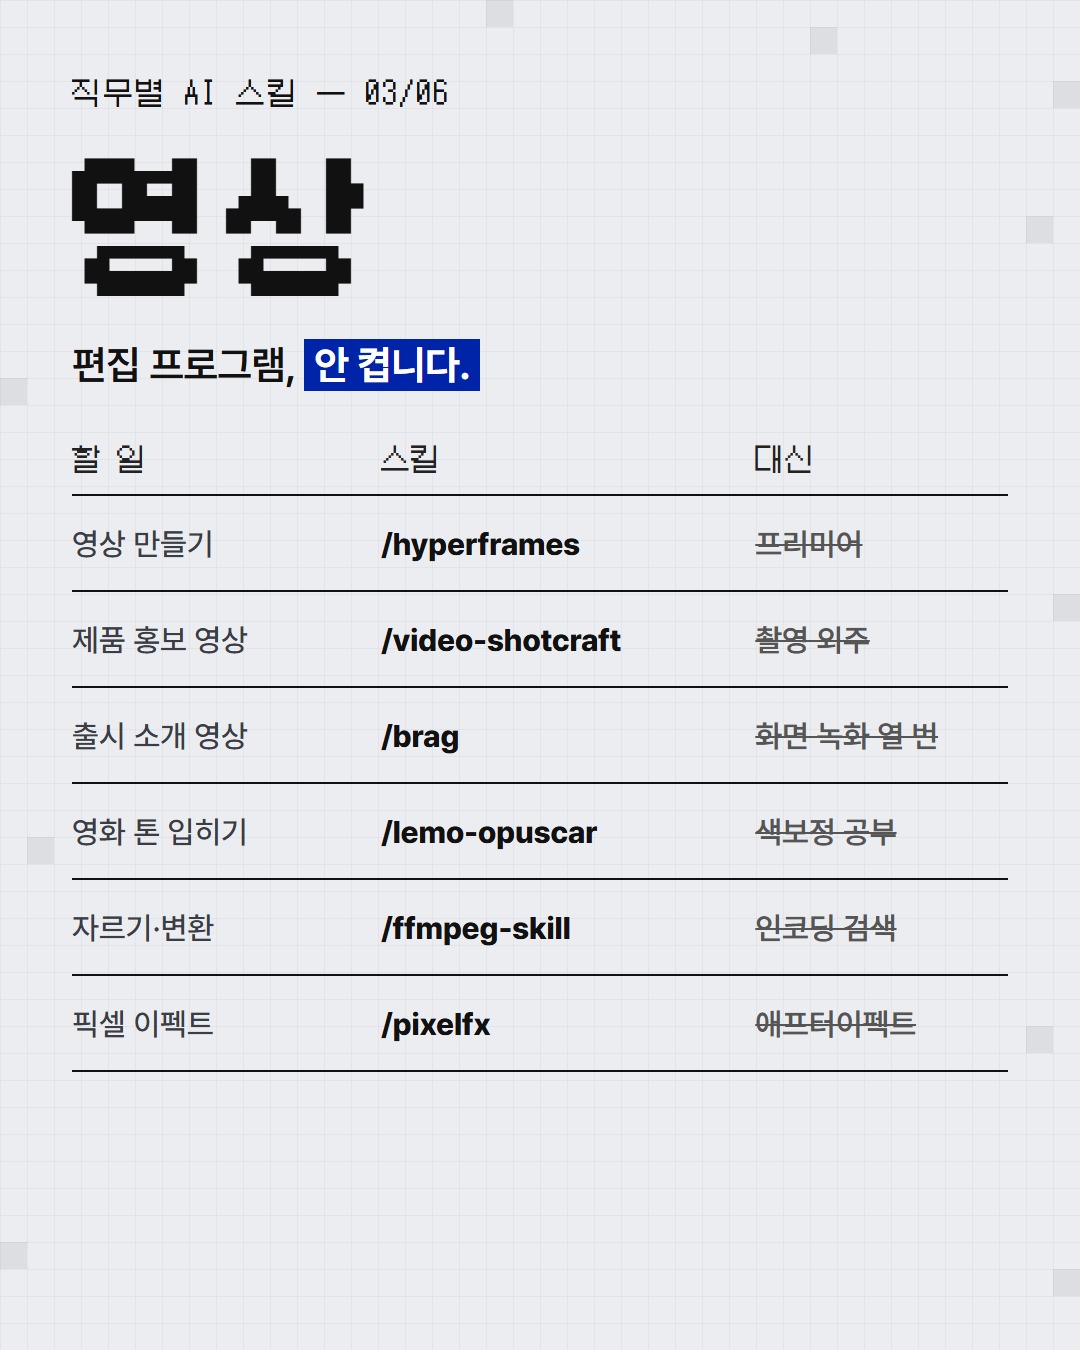 직무별 AI 스킬 — 03/06
영상
편집 프로그램, 안 켭니다.
할 일 스킬 대신
영상 만들기 /hyperframes 프리미어
제품 홍보 영상 /video-shotcraft 촬영 외주
출시 소개 영상 /brag 화면 녹화 열 번
영화 톤 입히기 /lemo-opuscar 색보정 공부
자르기·변환 /ffmpeg-skill 인코딩 검색
픽셀 이펙트 /pixelfx 애프터이펙트